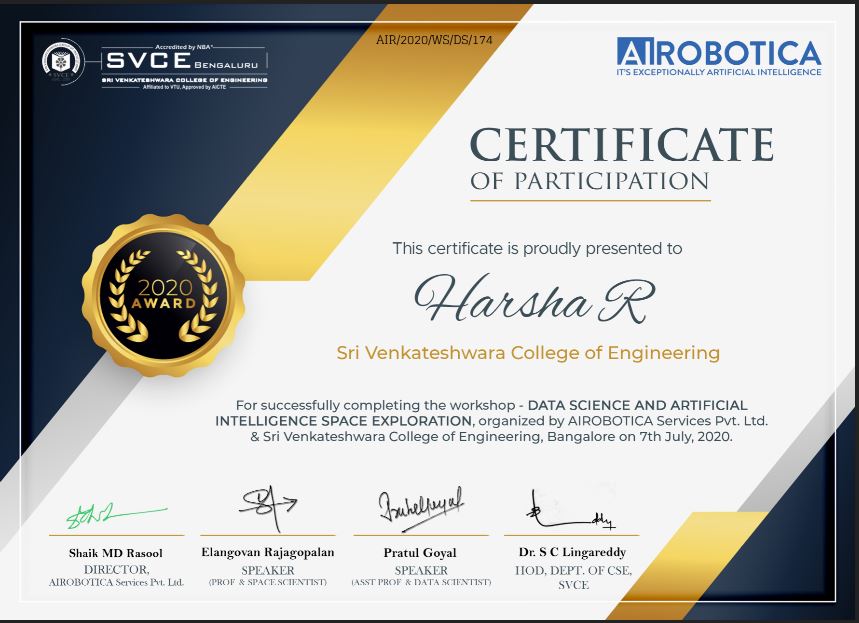 AIR/2020/WS/DS/174
Accredited by NBA"
SVCE BENGALURU
SRI VENKATESHWARA COLLEGE OF ENGINEERING
Affiliated to VTU, Approved by AICTE
AIROBOTICA
IT'S EXCEPTIONALLY ARTIFICIAL INTELLIGENCE
CERTIFICATE
OF PARTICIPATION
This certificate is proudly presented to
Harsha R
Sri Venkateshwara College of Engineering
2020
AWARD
For successfully completing the workshop - DATA SCIENCE AND ARTIFICIAL
INTELLIGENCE SPACE EXPLORATION, organized by AIROBOTICA Services Pvt. Ltd.
& Sri Venkateshwara College of Engineering, Bangalore on 7th July, 2020.
Shaik MD Rasool
DIRECTOR,
AIROBOTICA Services Pvt. Ltd.
Elangovan Rajagopalan
SPEAKER
(PROF & SPACE SCIENTIST)
Pratul Goyal
SPEAKER
(ASST PROF & DATA SCIENTIST)
Dr. S C Lingareddy
HOD, DEPT. OF CSE,
SVCE